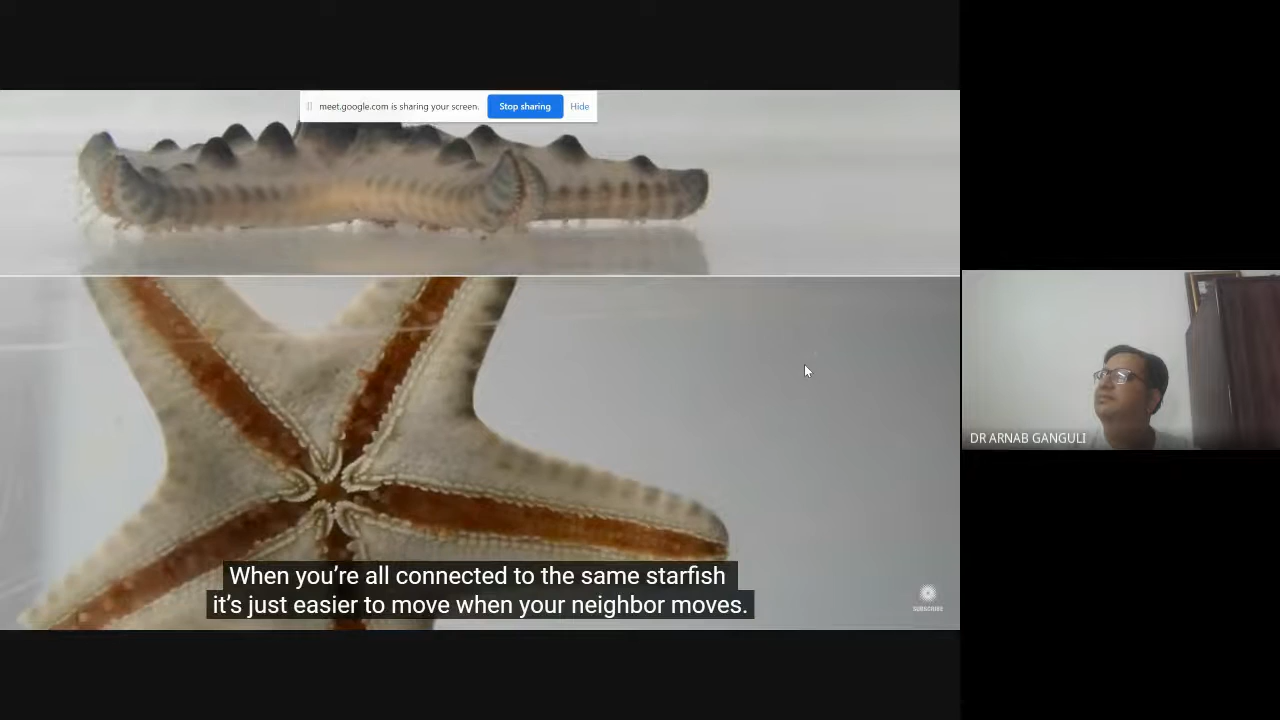 meet.google.com is sharing your screen.
Stop sharing
Hide
DR ARNAB GANGULI
When you’re all connected to the same starfish
it’s just easier to move when your neighbor moves.
SUBSCRIBE